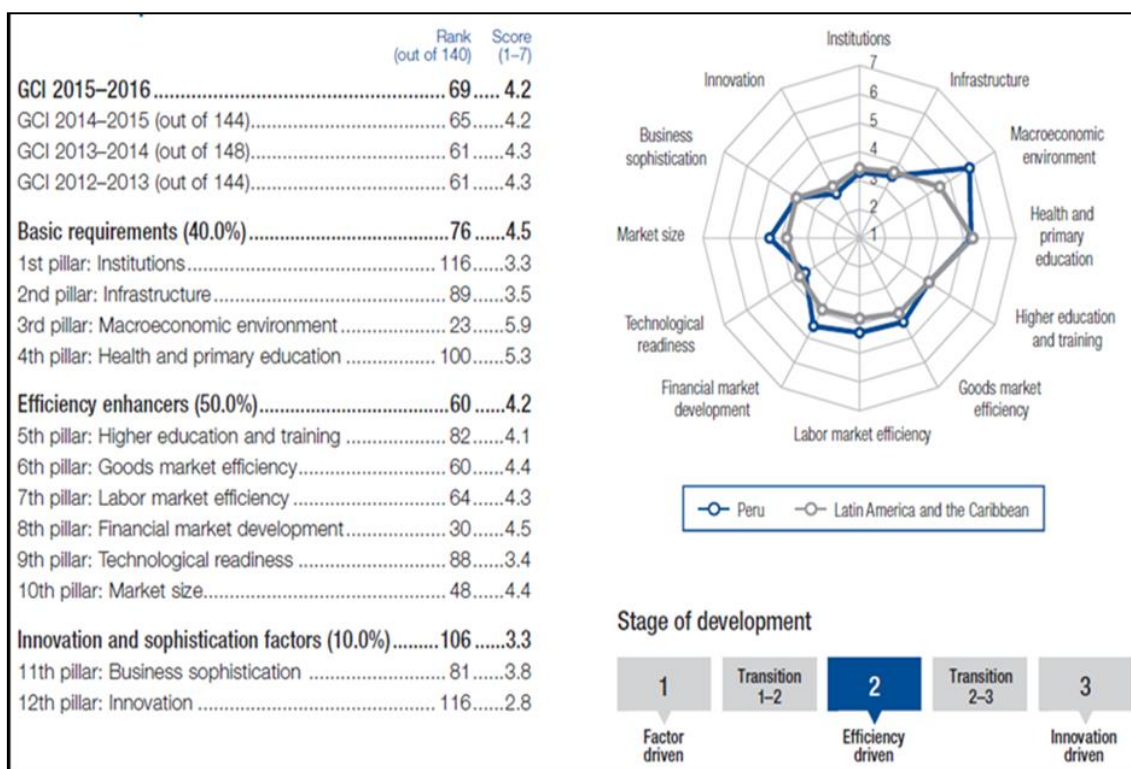 Rank Score
(out of 140) (1–7)
GCI 2015–2016 69 4.2
GCI 2014–2015 (out of 144) 65 4.2
GCI 2013–2014 (out of 148) 61 4.3
GCI 2012–2013 (out of 144) 61 4.3
Basic requirements (40.0%) 76 4.5
1st pillar: Institutions 116 3.3
2nd pillar: Infrastructure 89 3.5
3rd pillar: Macroeconomic environment 23 5.9
4th pillar: Health and primary education 100 5.3
Efficiency enhancers (50.0%) 60 4.2
5th pillar: Higher education and training 82 4.1
6th pillar: Goods market efficiency 60 4.4
7th pillar: Labor market efficiency 64 4.3
8th pillar: Financial market development 30 4.5
9th pillar: Technological readiness 88 3.4
10th pillar: Market size 48 4.4
Innovation and sophistication factors (10.0%) 106 3.3
11th pillar: Business sophistication 81 3.8
12th pillar: Innovation 116 2.8
Institutions
Infrastructure
Macroeconomic
environment
Health and
primary
education
Higher education
and training
Goods market
efficiency
Labor market efficiency
Financial market
development
Technological
readiness
Market size
Business
sophistication
Innovation
7
6
5
4
3
2
1
Peru Latin America and the Caribbean
Stage of development
1
Transition
1–2
2
Transition
2–3
3
Factor
driven
Efficiency
driven
Innovation
driven